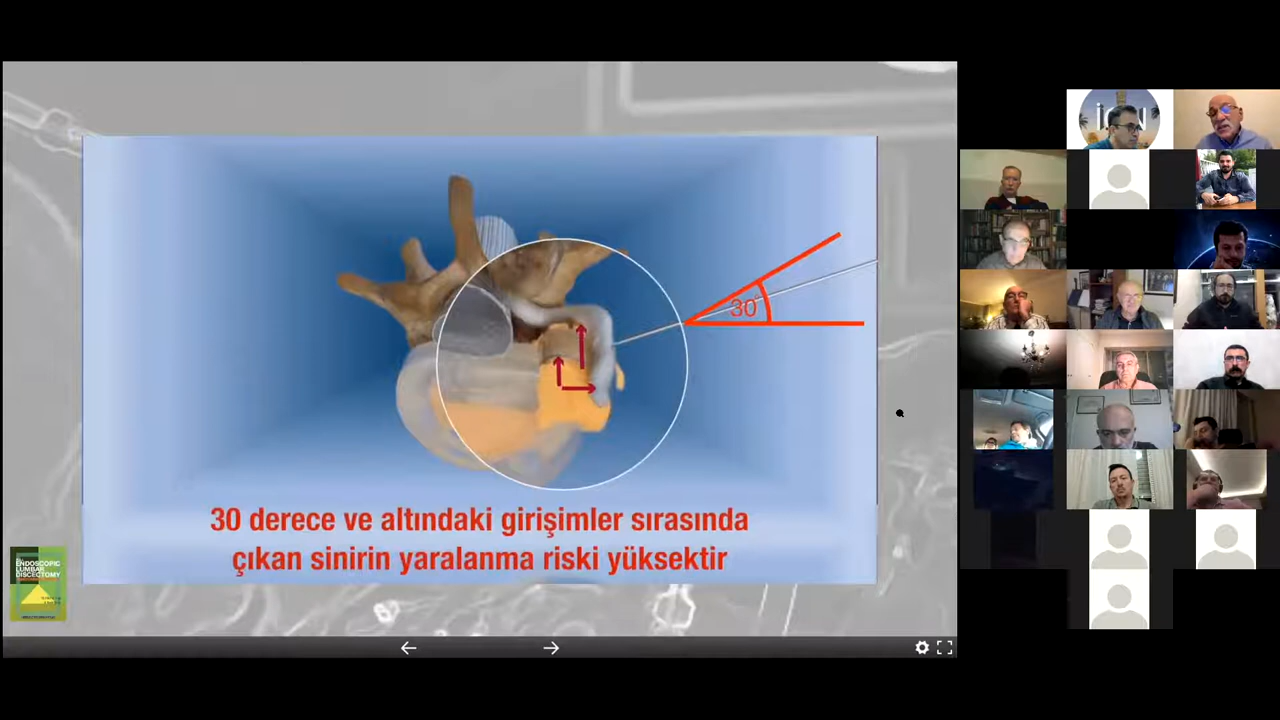 30°
30 derece ve altındaki girişimler sırasında
çıkan sinirin yaralanma riski yüksektir
ENDOSCOPIC
LUMBAR
DISCECTOMY